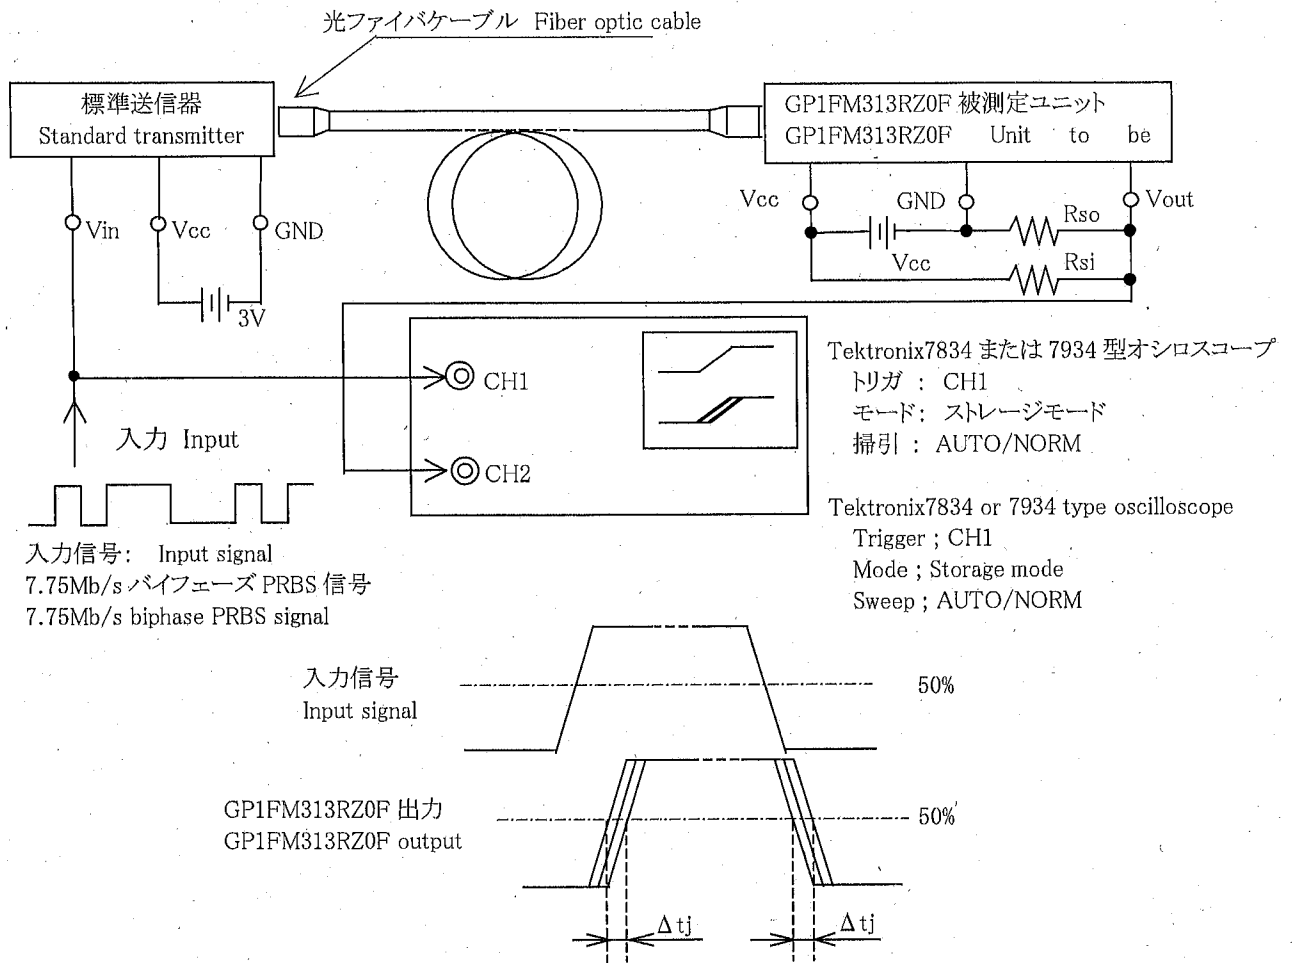 光ファイバケーブル Fiber optic cable
標準送信器
Standard transmitter
GP1FM313RZ0F 被測定ユニット
GP1FM313RZ0F Unit to be
Vin
Vcc
GND
3V
Vcc
GND
Vout
Rso
Vcc
Rsi
CH1
CH2
入力 Input
Tektronix7834 または 7934 型オシロスコープ
トリガ : CH1
モード: ストレージモード
掃引 : AUTO/NORM
Tektronix7834 or 7934 type oscilloscope
Trigger ; CH1
Mode ; Storage mode
Sweep ; AUTO/NORM
入力信号: Input signal
7.75Mb/s バイフェーズ PRBS 信号
7.75Mb/s biphase PRBS signal
入力信号
Input signal
50%
GP1FM313RZ0F 出力
GP1FM313RZ0F output
50%
Δtj
Δtj